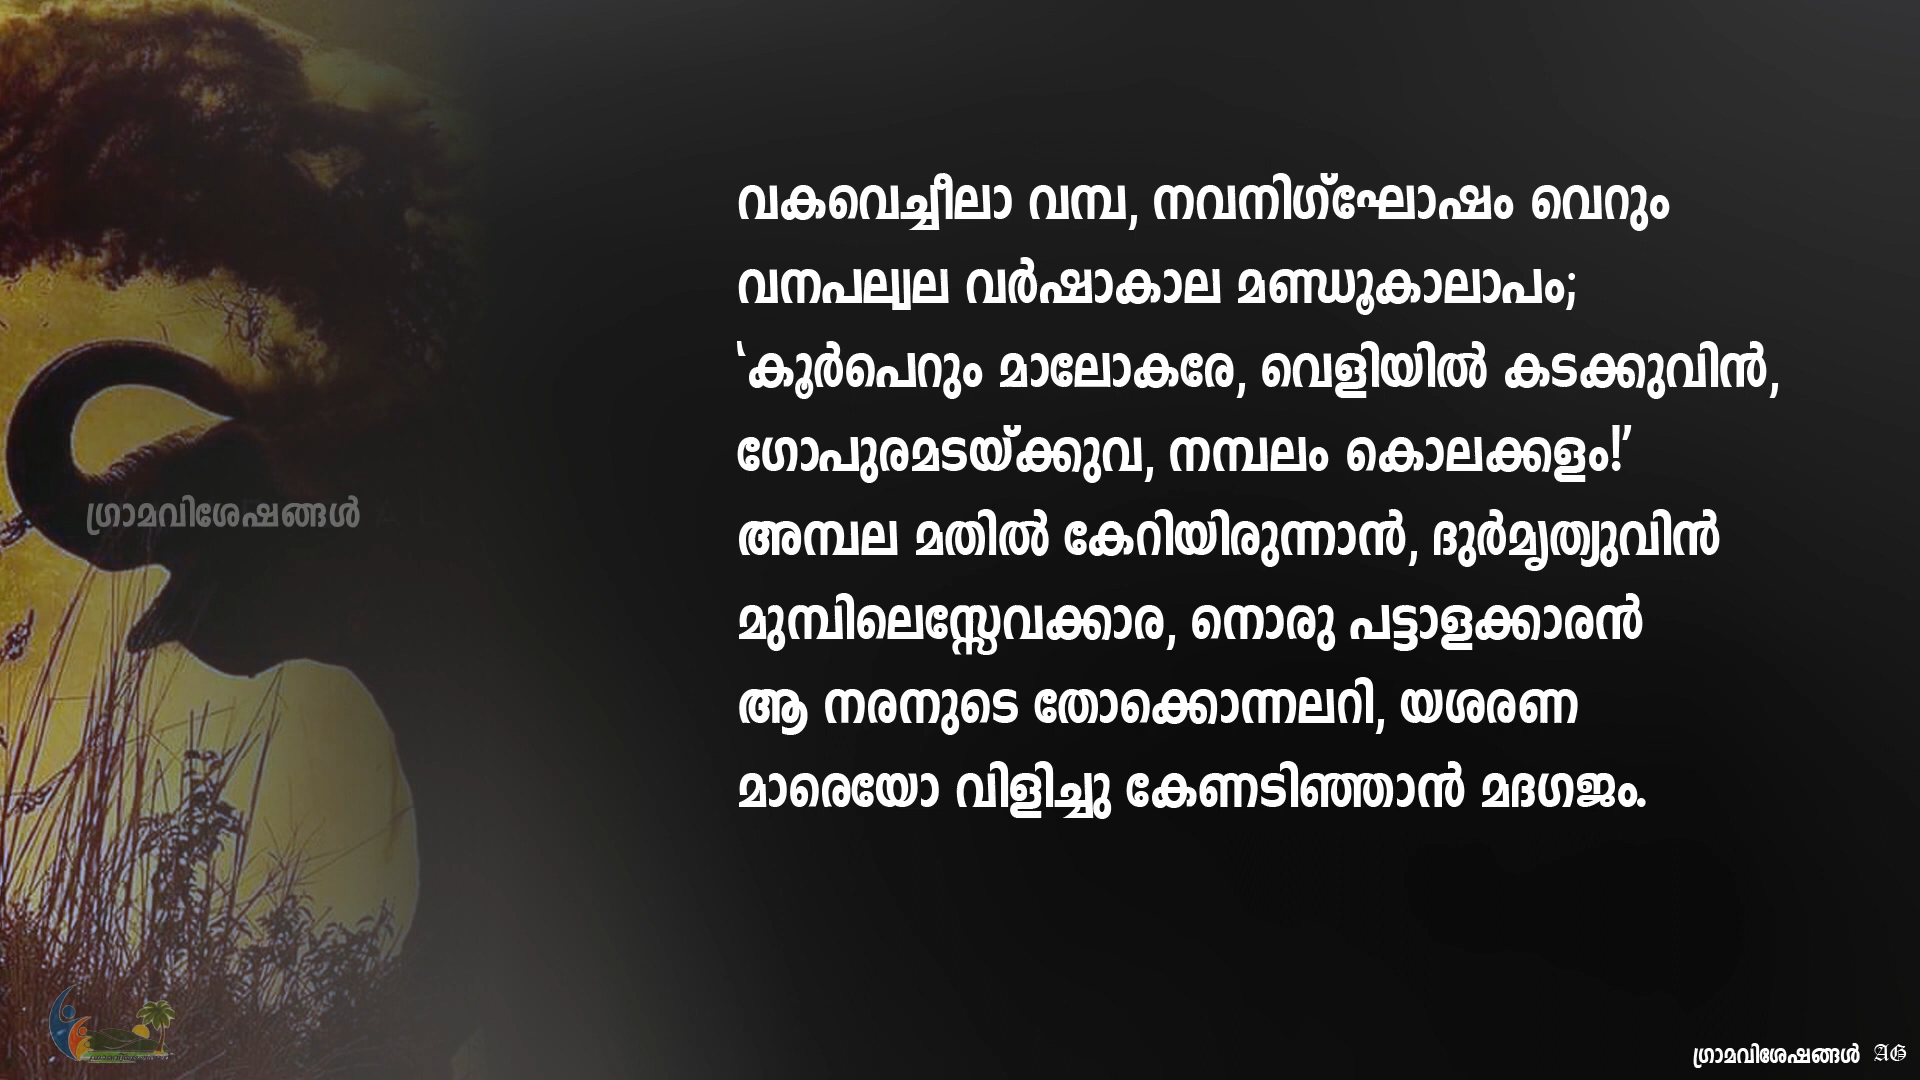 വകവെച്ചീലാ വമ്പ, നവനിഗ്ഘോഷം വെറും
വനപല്വല വർഷാകാല മണ്ഡൂകാലാപം;
‘കൂർപെറും മാലോകരേ, വെളിയിൽ കടക്കുവിൻ,
ഗോപുരമടയ്ക്കുവ, നമ്പലം കൊലക്കളം!’
അമ്പല മതിൽ കേറിയിരുന്നാൻ, ദുർമൃത്യുവിൻ
മുമ്പിലെസ്സേവക്കാര, നൊരു പട്ടാളക്കാരൻ
ആ നരനുടെ തോക്കൊന്നലറി, യശരണ
മാരെയോ വിളിച്ചു കേണടിഞ്ഞാൻ മദഗജം.
ഗ്രാമവിശേഷങ്ങൾ
ഗ്രാമവിശേഷങ്ങൾ AG